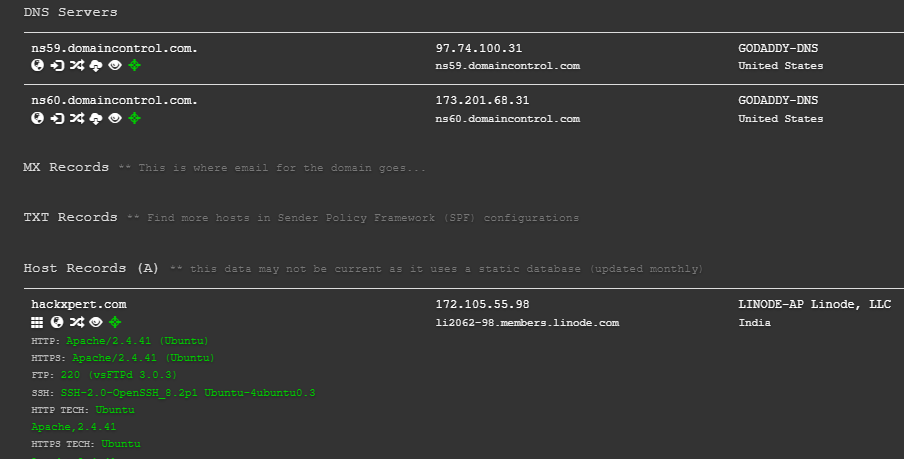 DNS Servers
ns59.domaincontrol.com. 97.74.100.31 GODADDY-DNS
ns59.domaincontrol.com United States
ns60.domaincontrol.com. 173.201.68.31 GODADDY-DNS
ns60.domaincontrol.com United States
MX Records ** This is where email for the domain goes...
TXT Records ** Find more hosts in Sender Policy Framework (SPF) configurations
Host Records (A) ** this data may not be current as it uses a static database (updated monthly)
hackxpert.com 172.105.55.98 LINODE-AP Linode, LLC
li2062-98.members.linode.com India
HTTP: Apache/2.4.41 (Ubuntu)
HTTPS: Apache/2.4.41 (Ubuntu)
FTP: 220 (vsFTPd 3.0.3)
SSH: SSH-2.0-OpenSSH_8.2p1 Ubuntu-4ubuntu0.3
HTTP TECH: Ubuntu
Apache,2.4.41
HTTPS TECH: Ubuntu